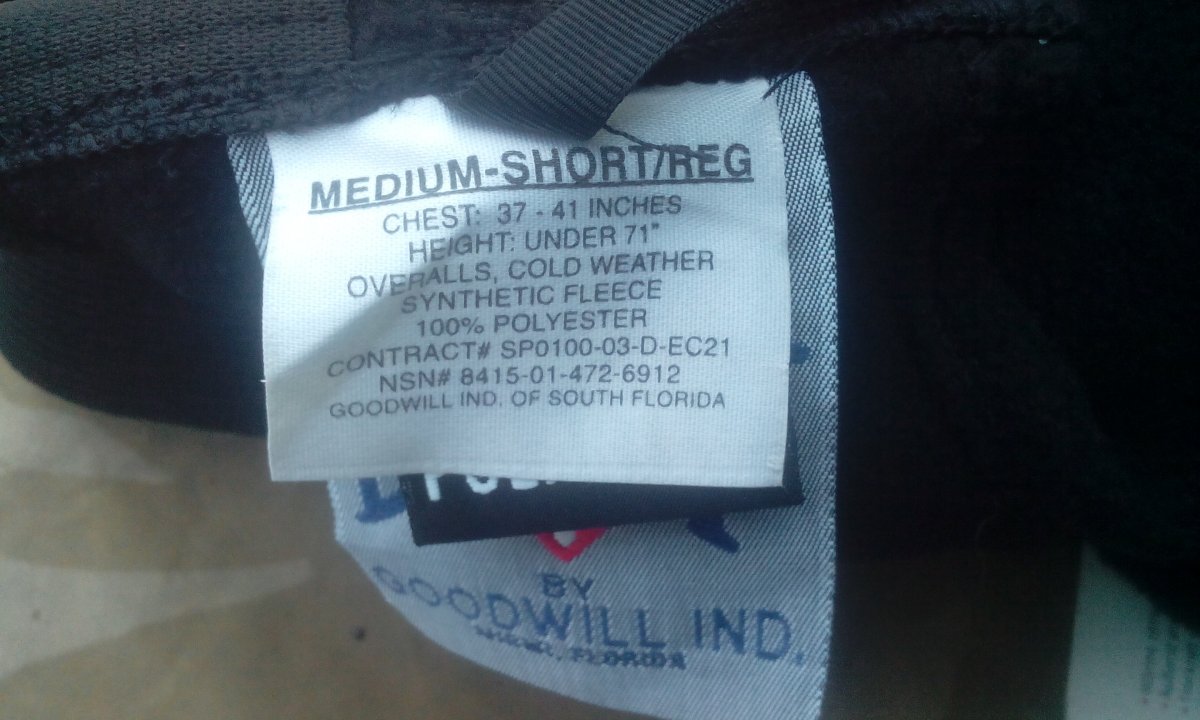 MEDIUM-SHORT/REG
CHEST: 37 - 41 INCHES
HEIGHT: UNDER 71"
OVERALLS, COLD WEATHER
SYNTHETIC FLEECE
100% POLYESTER
CONTRACT# SP0100-03-D-EC21
NSN# 8415-01-472-6912
GOODWILL IND. OF SOUTH FLORIDA
BY
GOODWILL IND.
FLORIDA